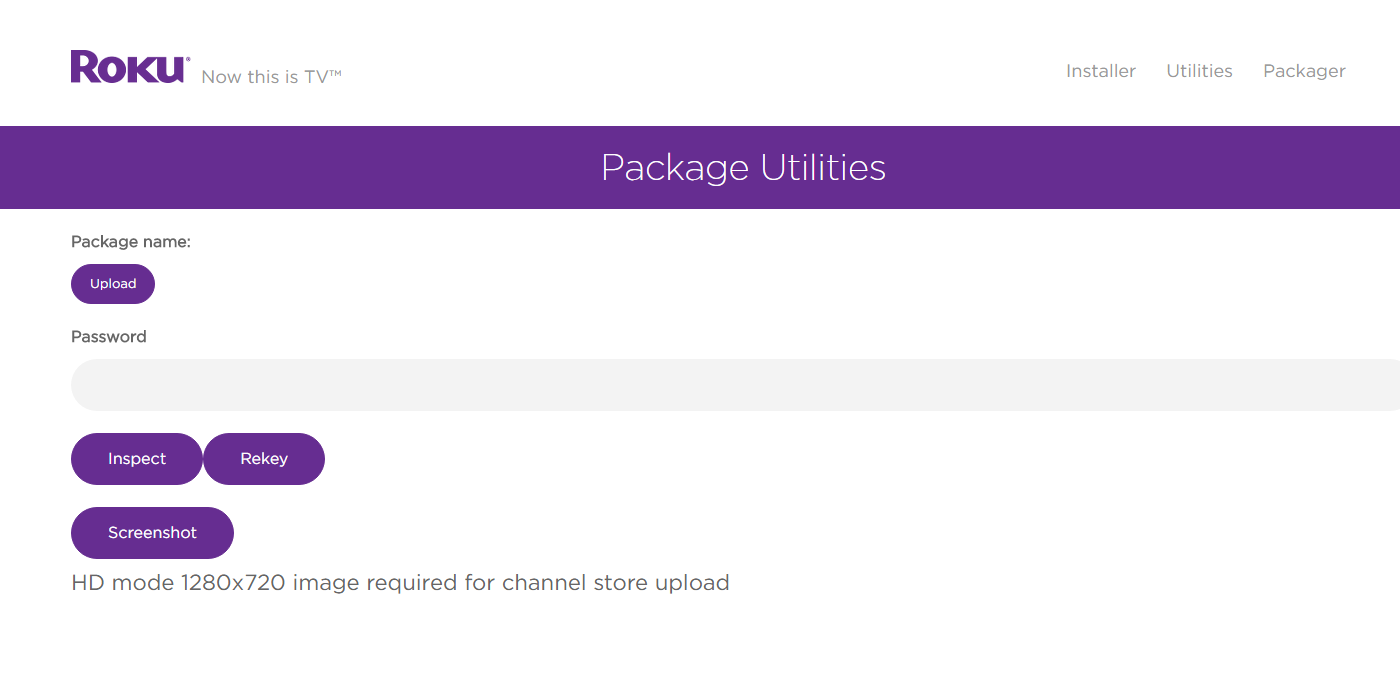 ROKU® Now this is TV™
Installer Utilities Packager
Package Utilities
Package name:
Upload
Password
Inspect Rekey
Screenshot
HD mode 1280x720 image required for channel store upload